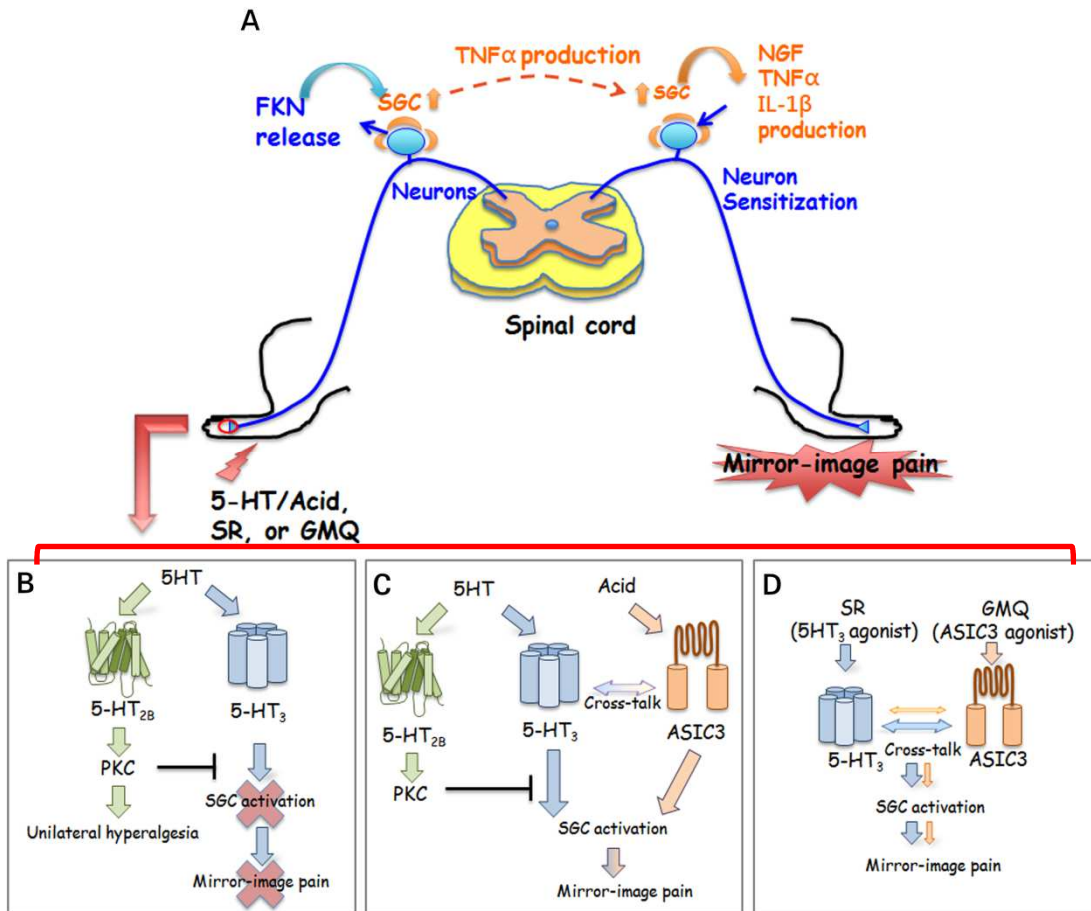 A
TNFα production
NGF
TNFα
IL-1β
production
SGC
SGC
FKN
release
Neurons
Neuron
Sensitization
Spinal cord
Mirror-image pain
5-HT/Acid,
SR, or GMQ
B
5HT
5-HT2B
5-HT3
PKC
SGC activation
Unilateral hyperalgesia
Mirror-image pain
C
5HT
Acid
Cross-talk
5-HT3
ASIC3
5-HT2B
PKC
SGC activation
Mirror-image pain
D
SR
(5HT3 agonist)
GMQ
(ASIC3 agonist)
Cross-talk
5-HT3
ASIC3
SGC activation
Mirror-image pain